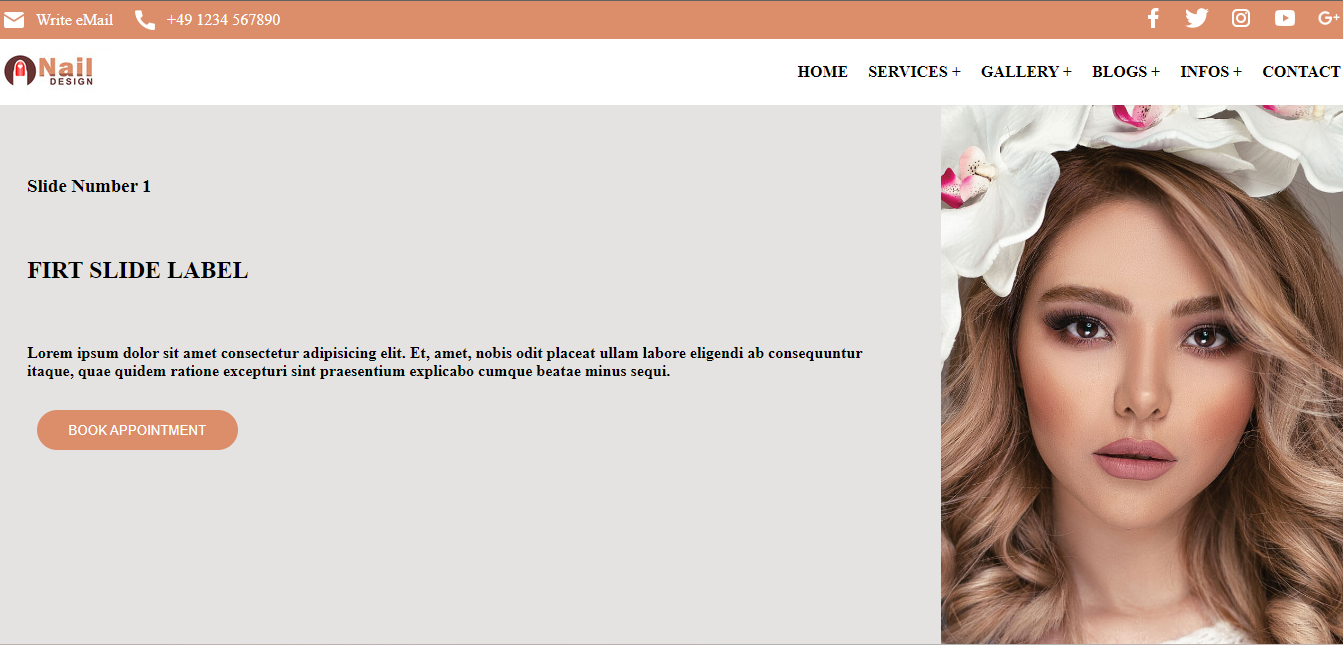 Write eMail +49 1234 567890
Nail
DESIGN
HOME SERVICES + GALLERY + BLOGS + INFOS + CONTACT
Slide Number 1
FIRT SLIDE LABEL
Lorem ipsum dolor sit amet consectetur adipisicing elit. Et, amet, nobis odit placeat ullam labore eligendi ab consequuntur
itaque, quae quidem ratione excepturi sint praesentium explicabo cumque beatae minus sequi.
BOOK APPOINTMENT